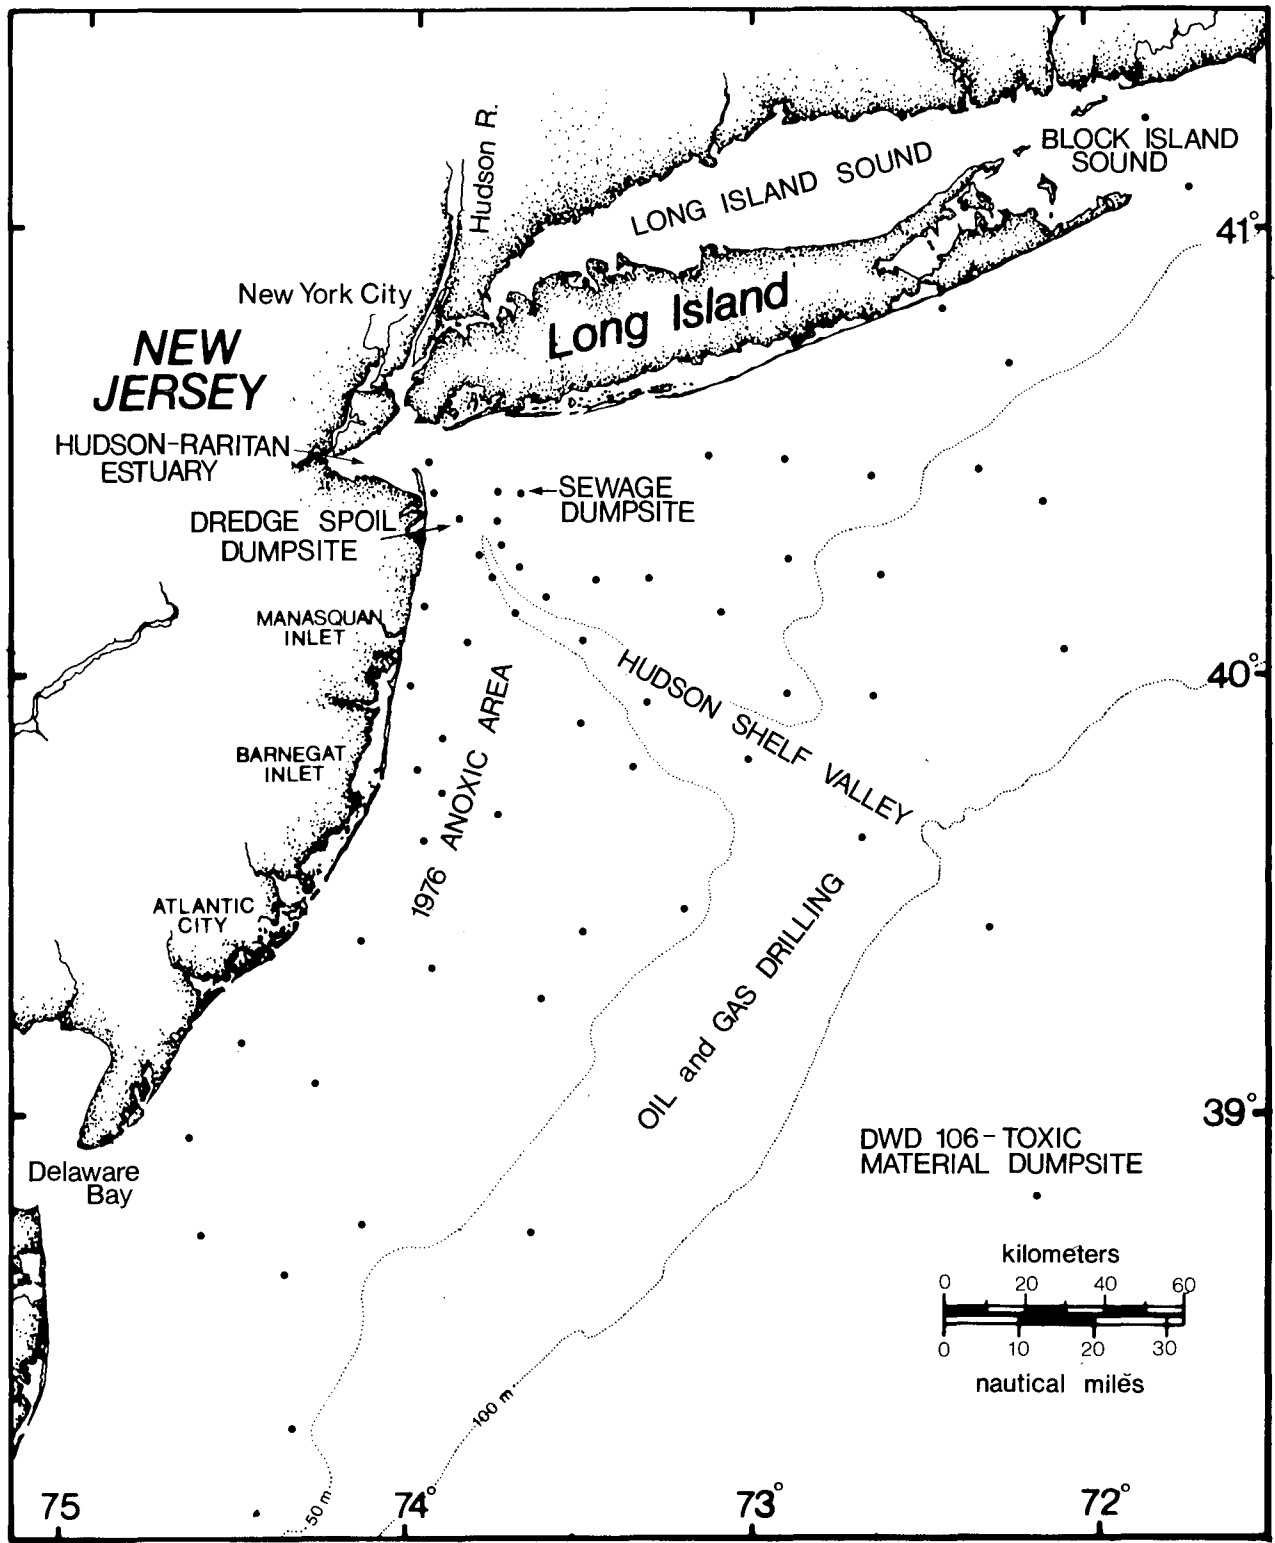 Hudson R.
BLOCK ISLAND
SOUND
LONG ISLAND SOUND
41°
New York City
Long Island
NEW
JERSEY
HUDSON-RARITAN
ESTUARY
SEWAGE
DUMPSITE
DREDGE SPOIL
DUMPSITE
MANASQUAN
INLET
HUDSON SHELF VALLEY
40°
1976 ANOXIC AREA
BARNEGAT
INLET
OIL and GAS DRILLING
ATLANTIC
CITY
39°
DWD 106-TOXIC
MATERIAL DUMPSITE
Delaware
Bay
kilometers
0 20 40 60
0 10 20 30
nautical miles
100 m
50 m
75 74° 73° 72°